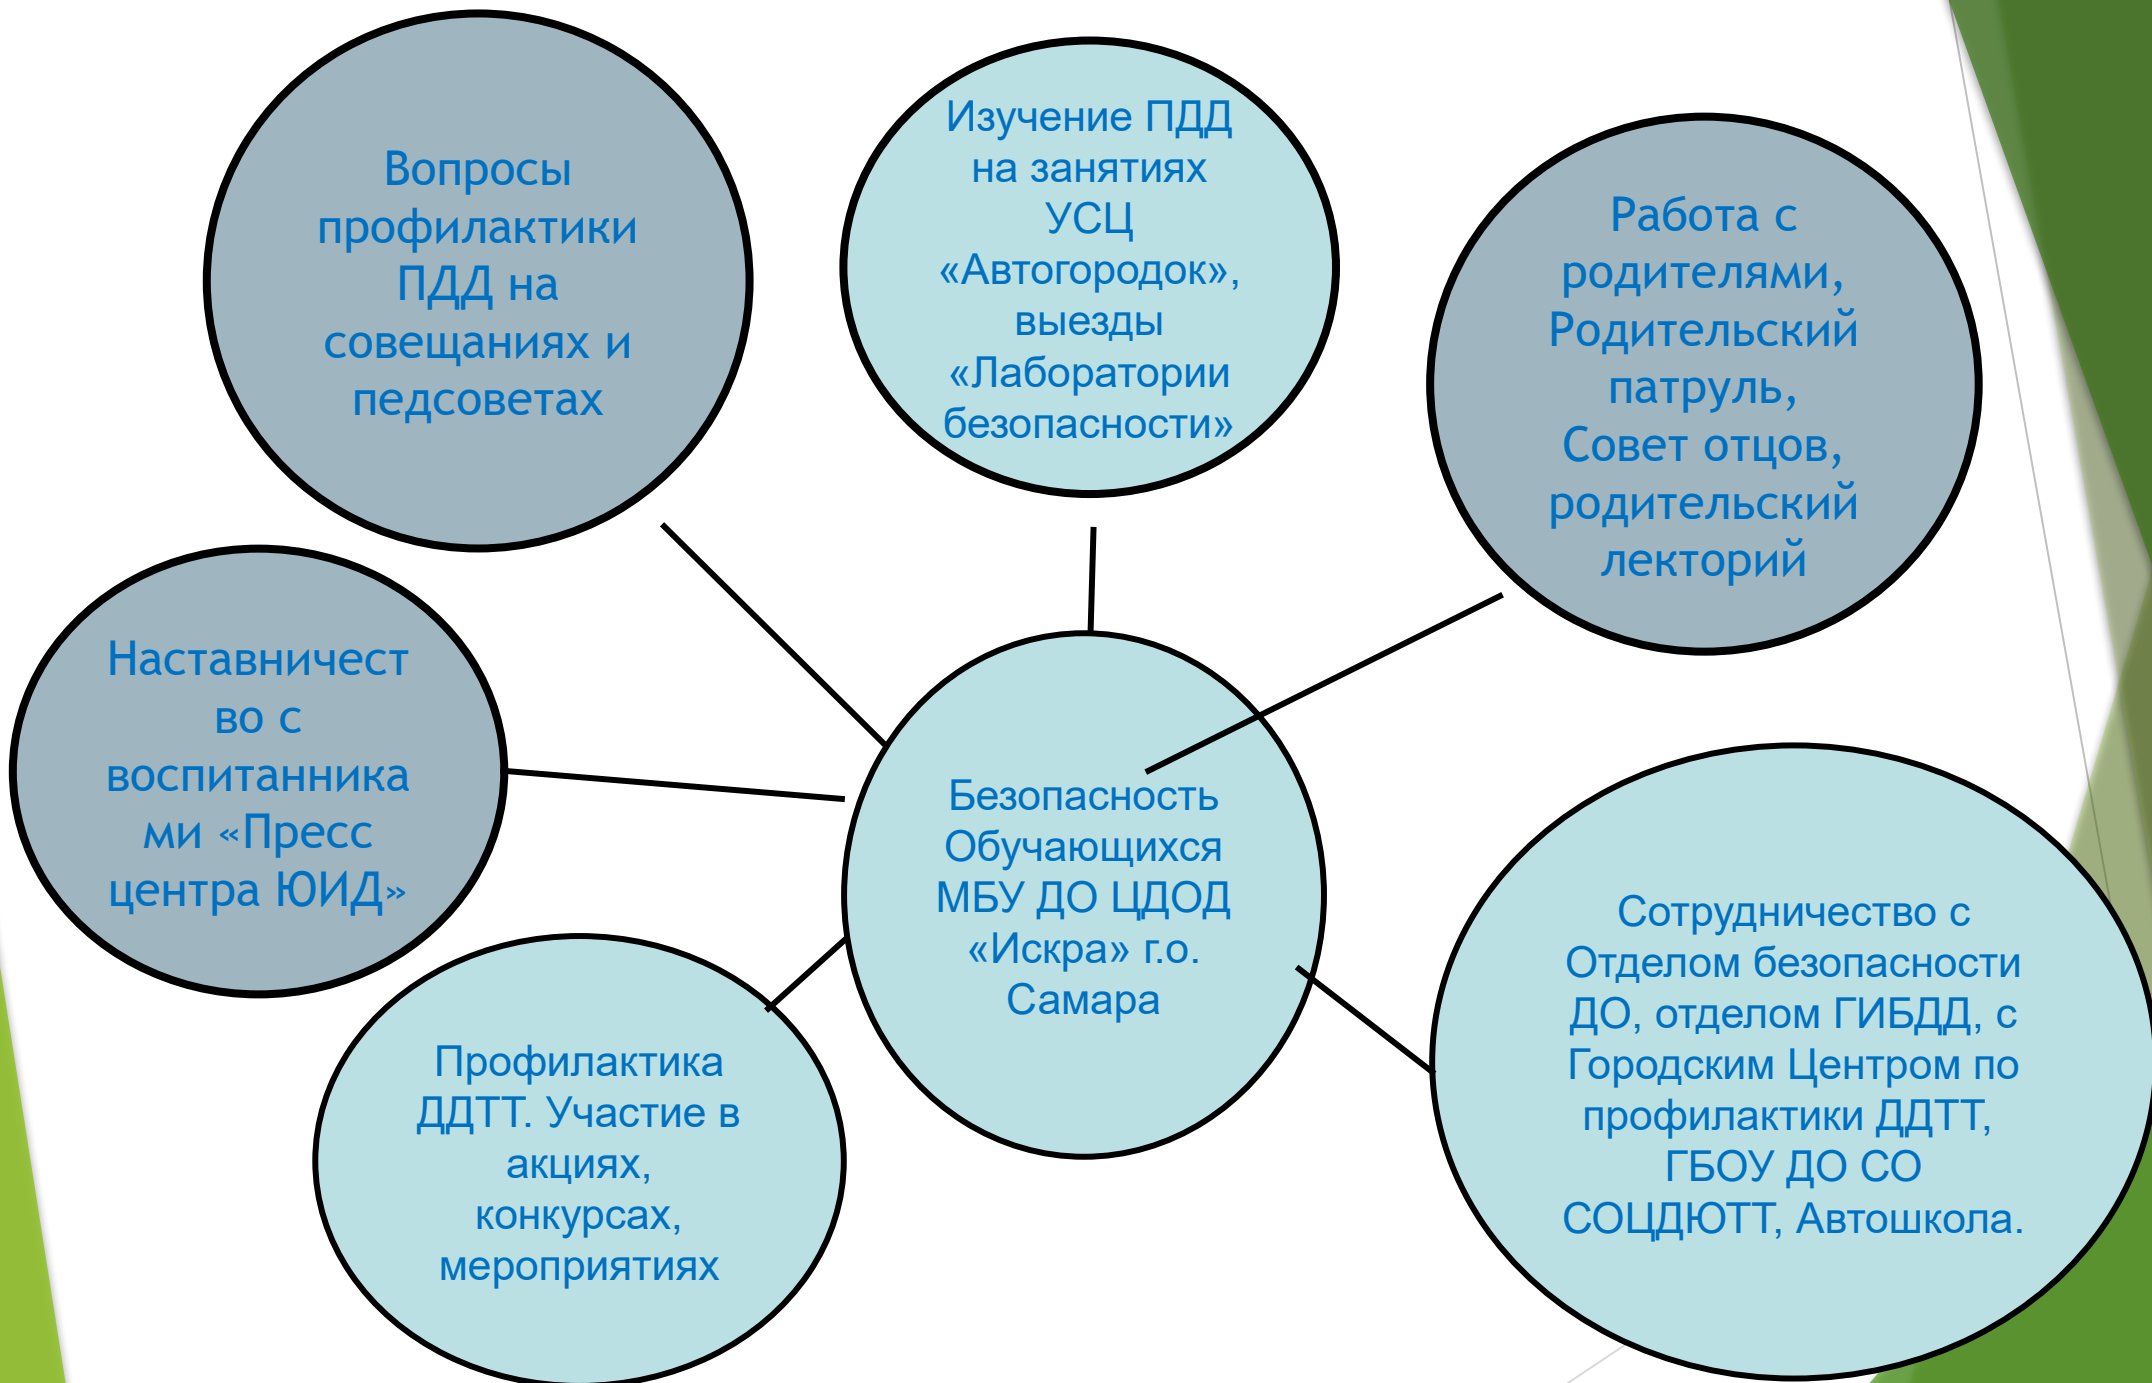 Вопросы
профилактики
ПДД на
совещаниях и
педсоветах
Изучение ПДД
на занятиях
УСЦ
«Автогородок»,
выезды
«Лаборатории
безопасности»
Работа с
родителями,
Родительский
патруль,
Совет отцов,
родительский
лекторий
Наставничест
во с
воспитанника
ми «Пресс
центра ЮИД»
Безопасность
Обучающихся
МБУ ДО ЦДОД
«Искра» г.о.
Самара
Профилактика
ДДТТ. Участие в
акциях,
конкурсах,
мероприятиях
Сотрудничество с
Отделом безопасности
ДО, отделом ГИБДД, с
Городским Центром по
профилактики ДДТТ,
ГБОУ ДО СО
СОЦДЮТТ, Автошкола.